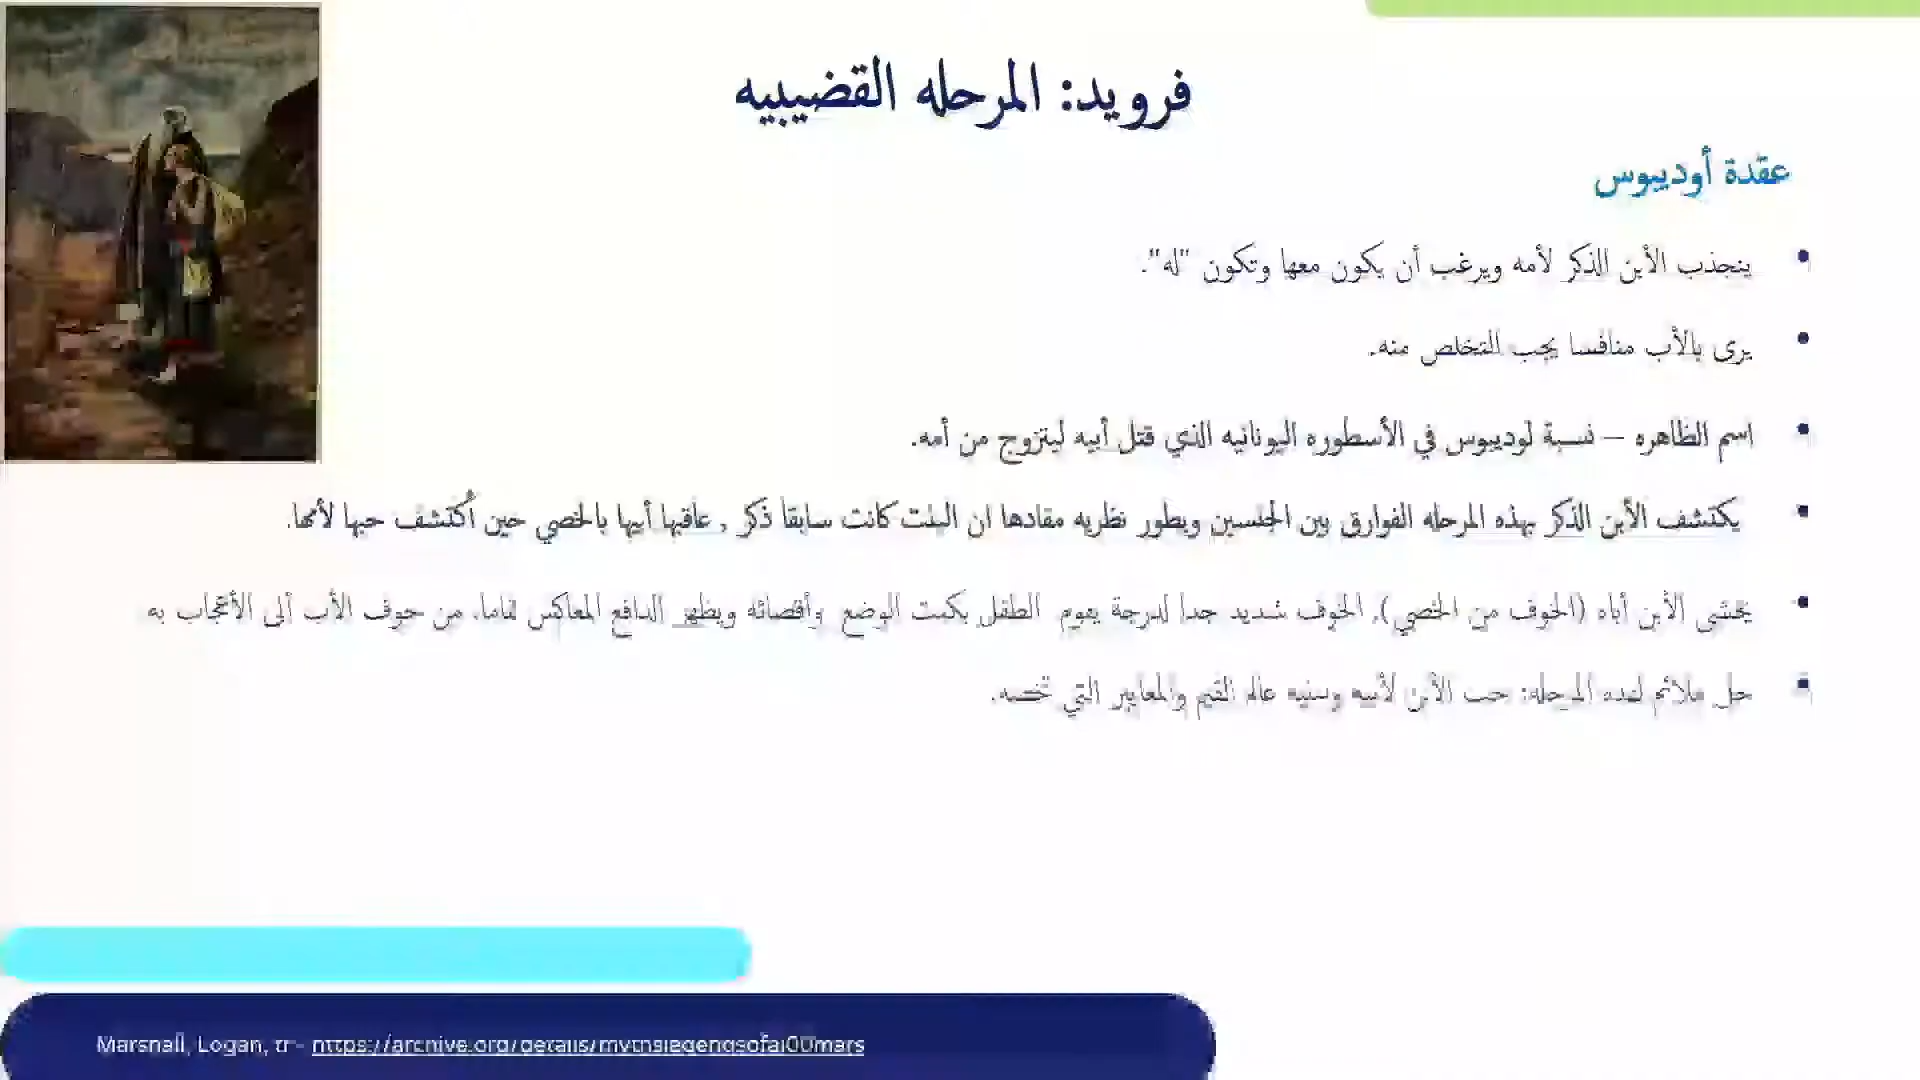 فرويد: المرحله القضيبيه
عقدة أوديبوس
ينجذب الأبن الذكر لأمه ويرغب أن يكون معها وتكون "له".
يرى بالأب منافسا يجب التخلص منه.
اسم الظاهره – نسبة لوديبوس في الأسطوره اليونانيه الذي قتل أبيه ليتزوج من أمه.
يكتشف الأبن الذكر بهذه المرحله الفوارق بين الجنسين ويطور نظريه مفادها ان البنت كانت سابقا ذكر , عاقبها أبيها بالخصي حين أكتشف حبها لأمها.
يخشى الأبن أباه (الخوف من الخصي), الخوف شديد جدا لدرجة يقوم الطفل بكبت الوضع وأقصائه ويظهر الدافع المعاكس تماما. من خوف الأب ألى الأعجاب به
حل ملائم لهذه المرحله: حب الأبن لأبيه عالم القيم والمعايير التي تخصه.
Marshall, Logan, tr - https://archive.org/details/mythslegendsofal00mars